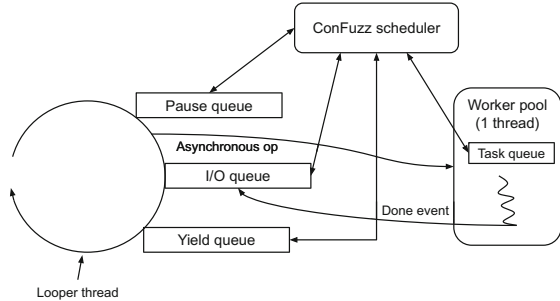 ConFuzz scheduler
Pause queue
Worker pool
(1 thread)
Asynchronous op
Task queue
I/O queue
Done event
Yield queue
Looper thread